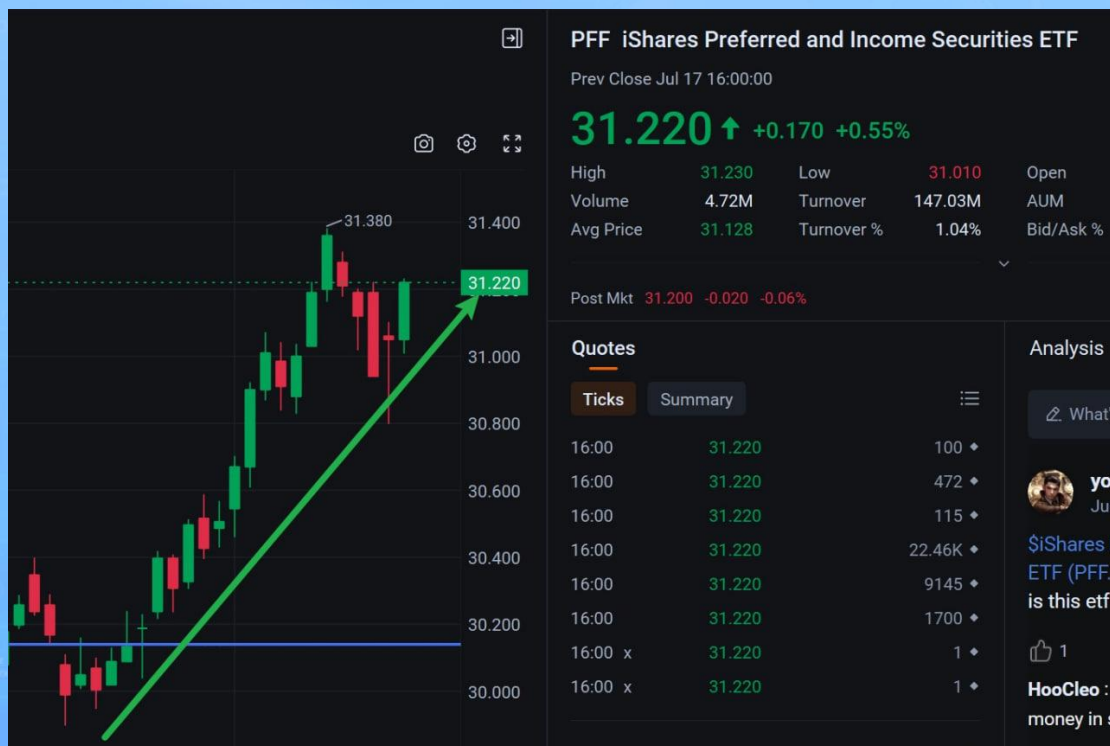 PFF iShares Preferred and Income Securities ETF
Prev Close Jul 17 16:00:00
31.220 +0.170 +0.55%
High 31.230 Low 31.010 Open
Volume 4.72M Turnover 147.03M AUM
Avg Price 31.128 Turnover % 1.04% Bid/Ask %
Post Mkt 31.200 -0.020 -0.06%
31.380
31.400
31.220
31.000
30.800
30.600
30.400
30.200
30.000
Quotes
Ticks Summary
16:00 31.220 100
16:00 31.220 472
16:00 31.220 115
16:00 31.220 22.46K
16:00 31.220 9145
16:00 31.220 1700
16:00 x 31.220 1
16:00 x 31.220 1
Analysis
What'
yo
Ju
$iShares
ETF (PFF.
is this etf
1
HooCleo :
money in s